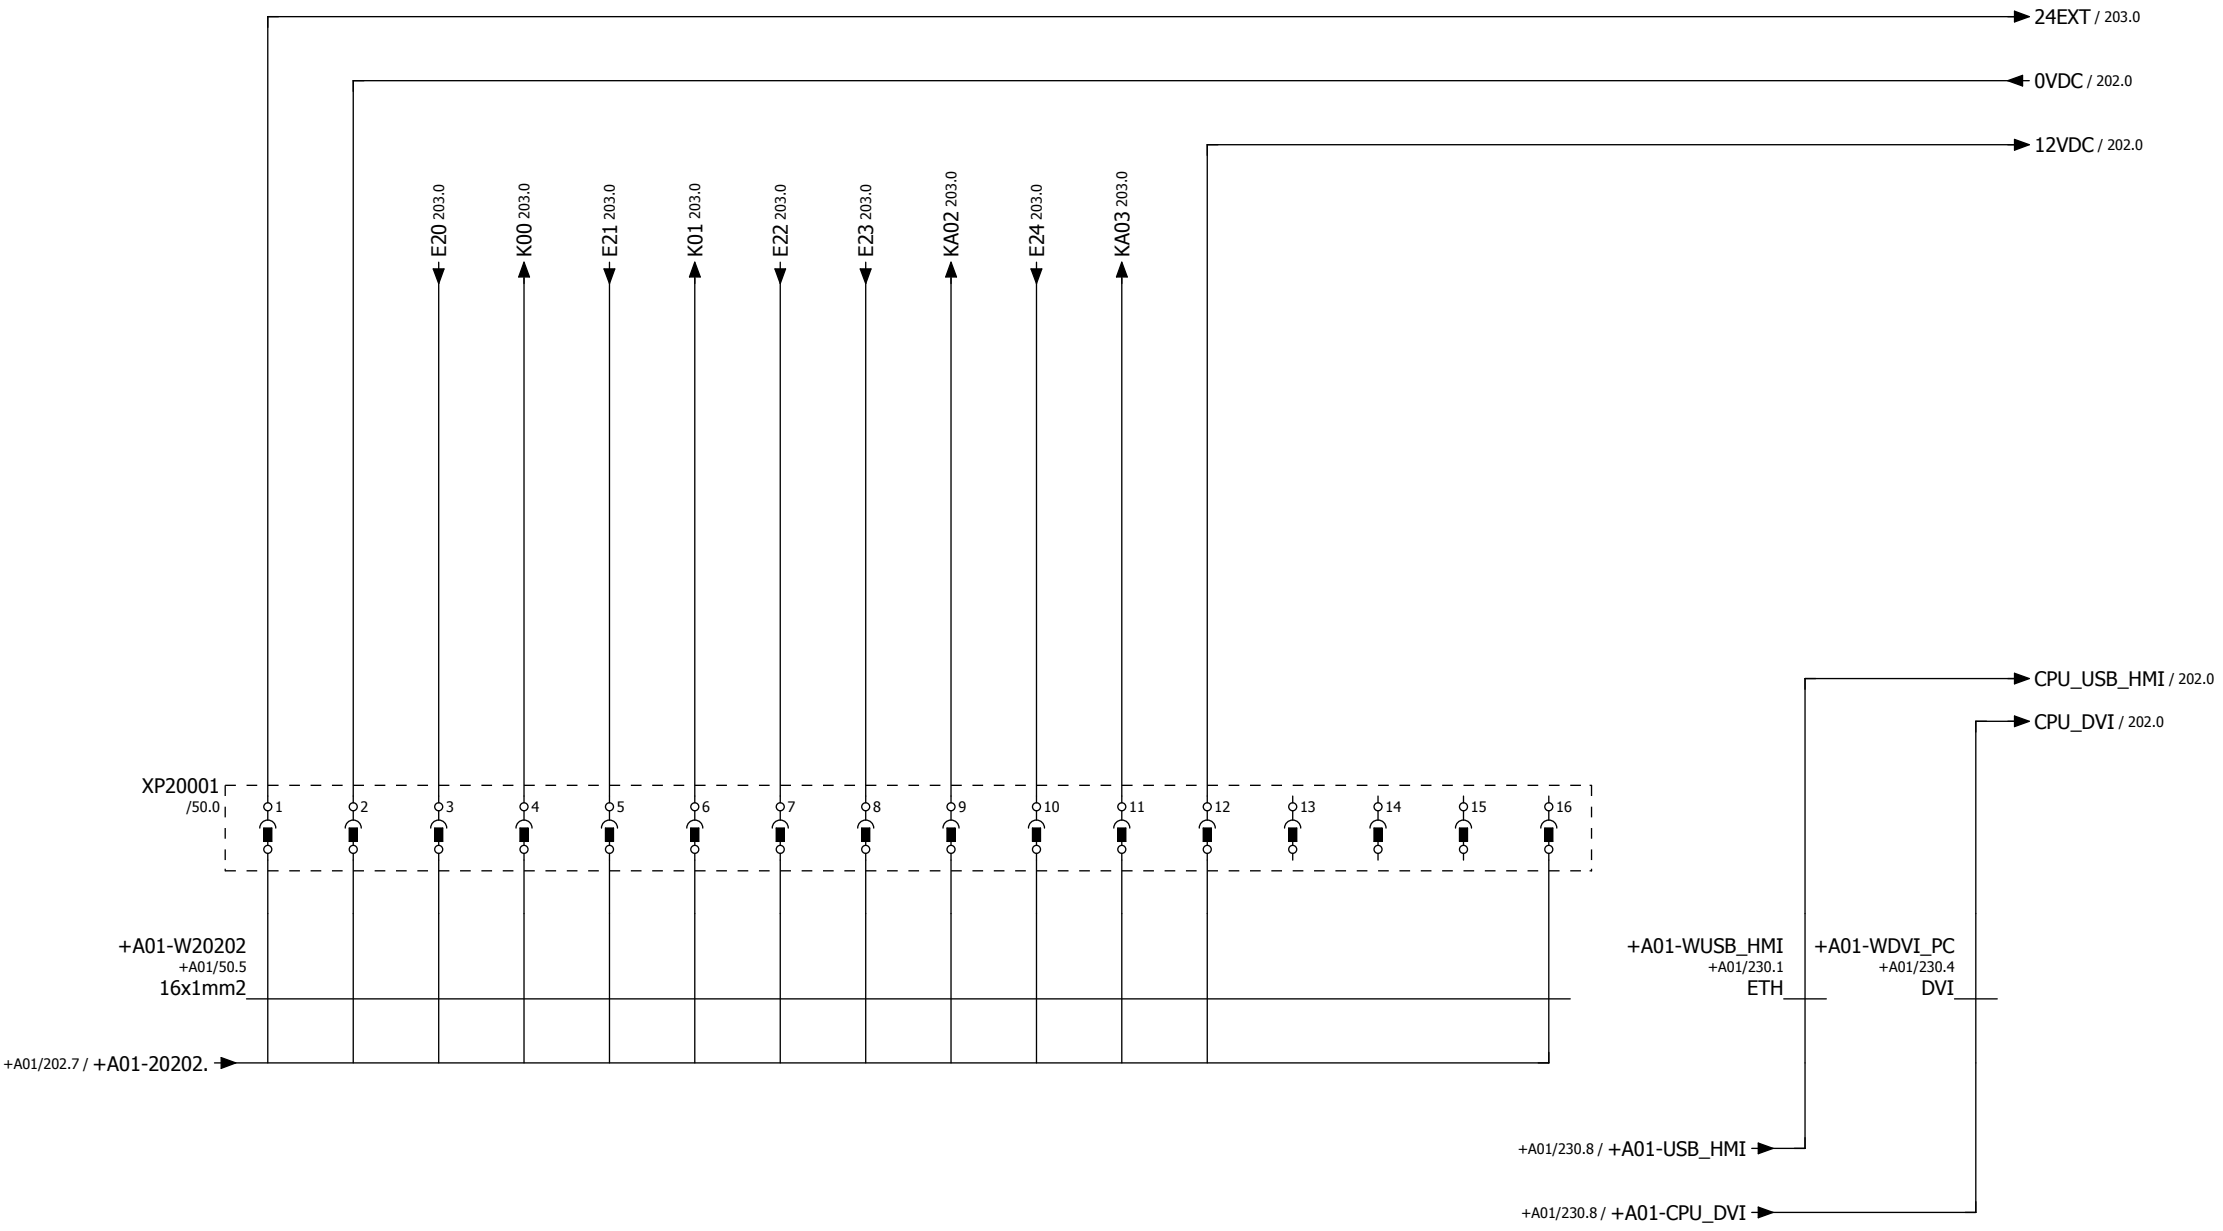 24EXT / 203.0
0VDC / 202.0
12VDC / 202.0
E20 203.0
K00 203.0
E21 203.0
K01 203.0
E22 203.0
E23 203.0
KA02 203.0
E24 203.0
KA03 203.0
CPU_USB_HMI / 202.0
CPU_DVI / 202.0
XP20001
/50.0
1 2 3 4 5 6 7 8 9 10 11 12 13 14 15 16
+A01-W20202
+A01/50.5
16x1mm2
+A01-WUSB_HMI
+A01/230.1
ETH
+A01-WDVI_PC
+A01/230.4
DVI
+A01/202.7 / +A01-20202.
+A01/230.8 / +A01-USB_HMI
+A01/230.8 / +A01-CPU_DVI